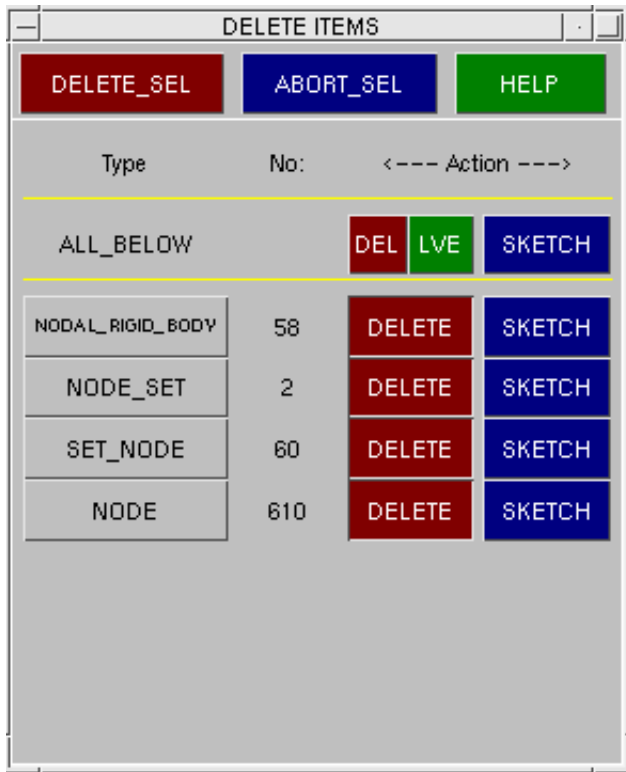 DELETE ITEMS
DELETE_SEL ABORT_SEL HELP
Type No: <--- Action --->
ALL_BELOW DEL LVE SKETCH
NODAL_RIGID_BODY 58 DELETE SKETCH
NODE_SET 2 DELETE SKETCH
SET_NODE 60 DELETE SKETCH
NODE 610 DELETE SKETCH